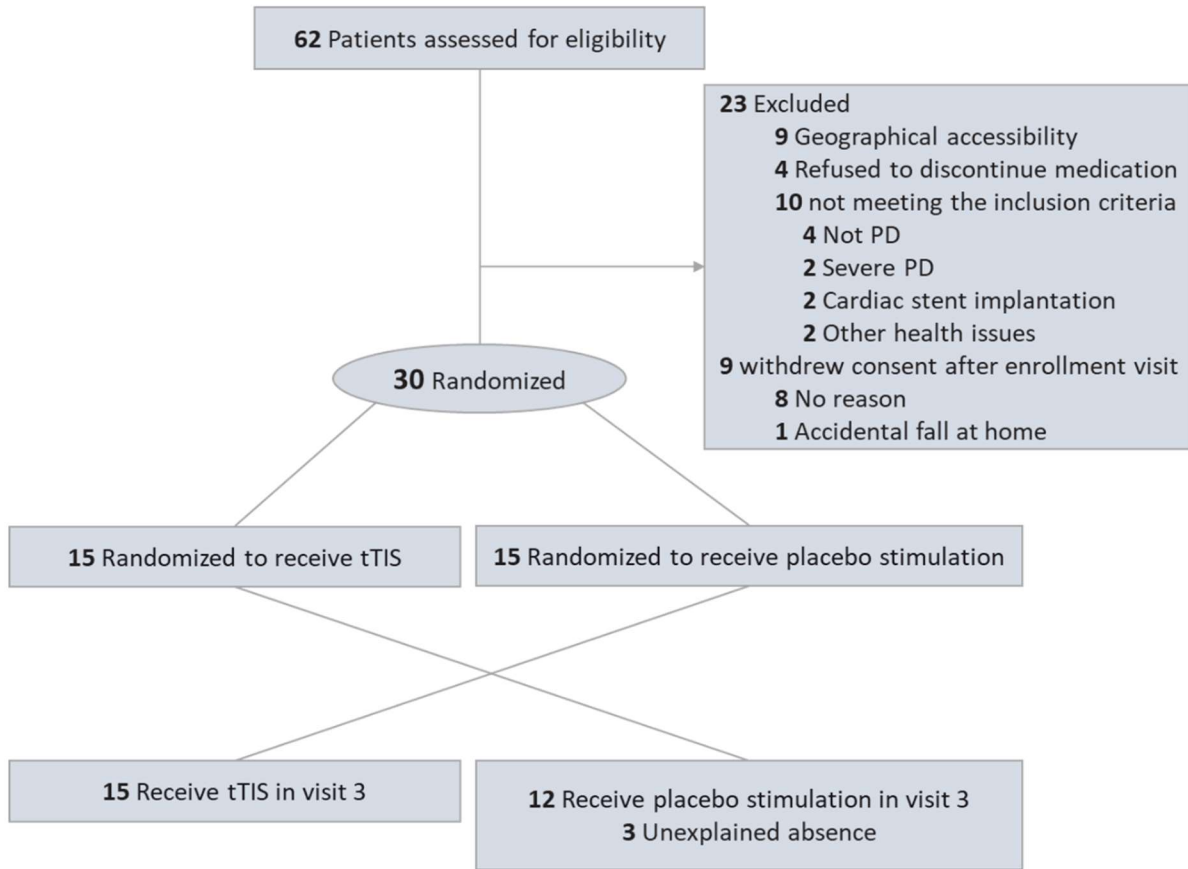 62 Patients assessed for eligibility
23 Excluded
9 Geographical accessibility
4 Refused to discontinue medication
10 not meeting the inclusion criteria
4 Not PD
2 Severe PD
2 Cardiac stent implantation
2 Other health issues
9 withdrew consent after enrollment visit
8 No reason
1 Accidental fall at home
30 Randomized
15 Randomized to receive tTIS
15 Randomized to receive placebo stimulation
15 Receive tTIS in visit 3
12 Receive placebo stimulation in visit 3
3 Unexplained absence